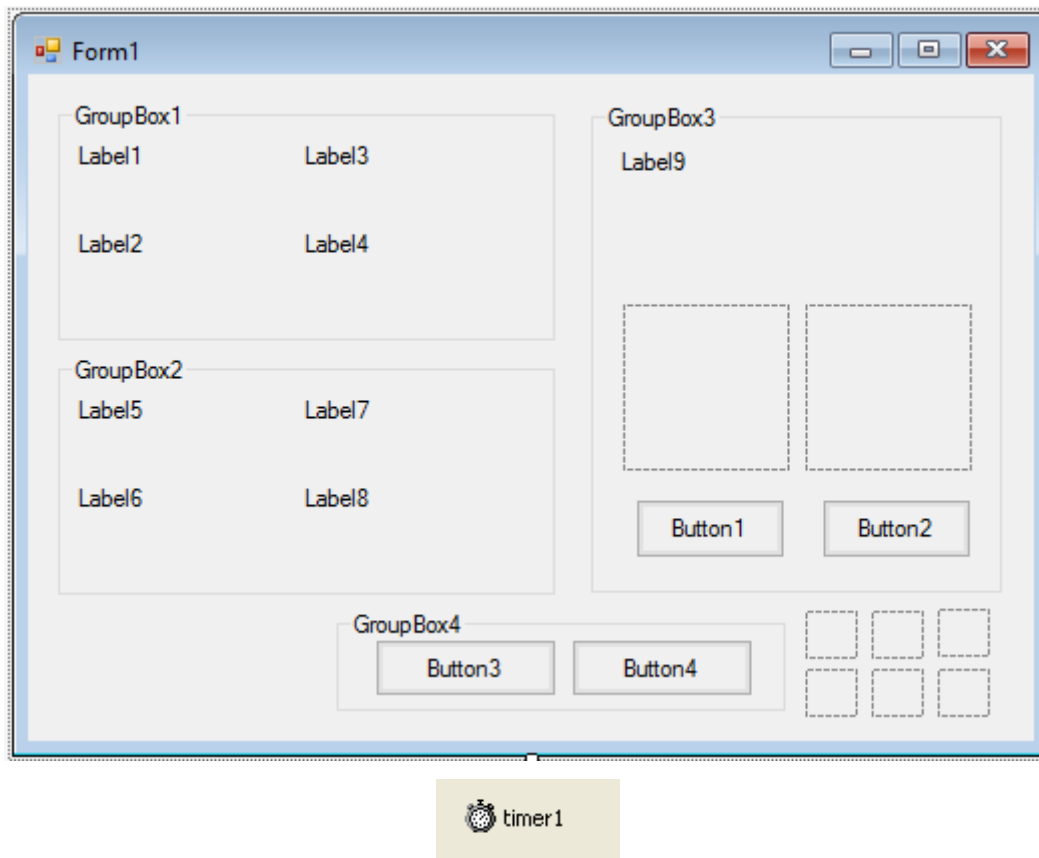 Form1
GroupBox1
Label1 Label3
Label2 Label4
GroupBox2
Label5 Label7
Label6 Label8
GroupBox3
Label9
Button1 Button2
GroupBox4
Button3 Button4
timer1